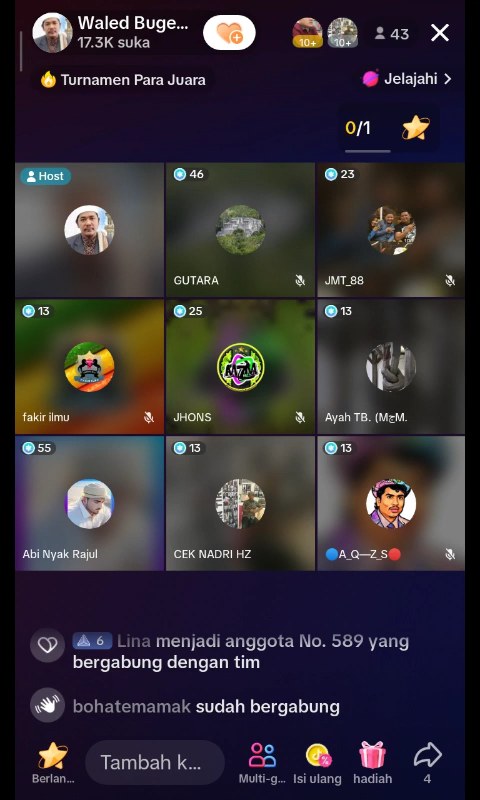 Waled Buge...
17.3K suka
10+
10+
43
Turnamen Para Juara
Jelajahi
0/1
Host
46
GUTARA
23
JMT_88
13
fakir ilmu
25
JHONS
13
Ayah TB. (MحM.
55
Abi Nyak Rajul
13
CEK NADRI HZ
13
🔵A_Q—Z_S🔴
6 Lina menjadi anggota No. 589 yang
bergabung dengan tim
bohatemamak sudah bergabung
Berlan...
Tambah k...
Multi-g...
Isi ulang
hadiah
4